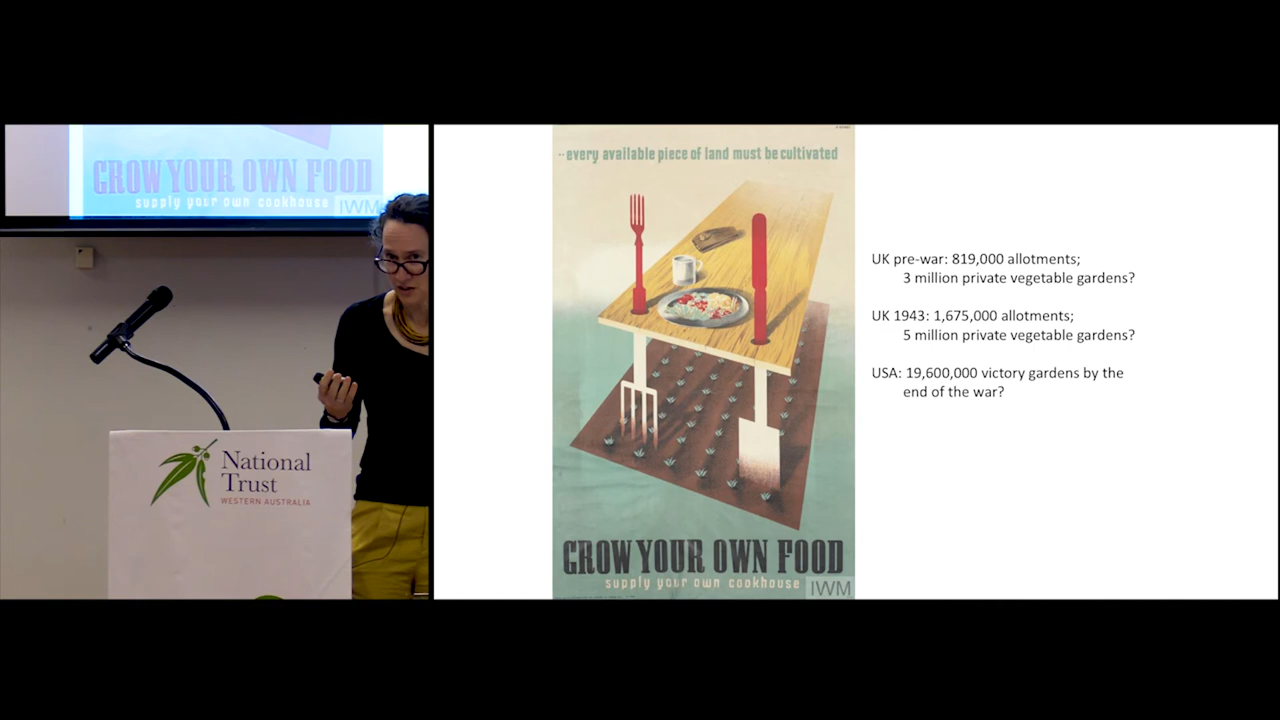 GROW YOUR OWN FOOD
supply your own cookhouse
IWM
National
Trust
WESTERN AUSTRALIA
--every available piece of land must be cultivated
GROW YOUR OWN FOOD
supply your own cookhouse
IWM
UK pre-war: 819,000 allotments;
3 million private vegetable gardens?
UK 1943: 1,675,000 allotments;
5 million private vegetable gardens?
USA: 19,600,000 victory gardens by the
end of the war?